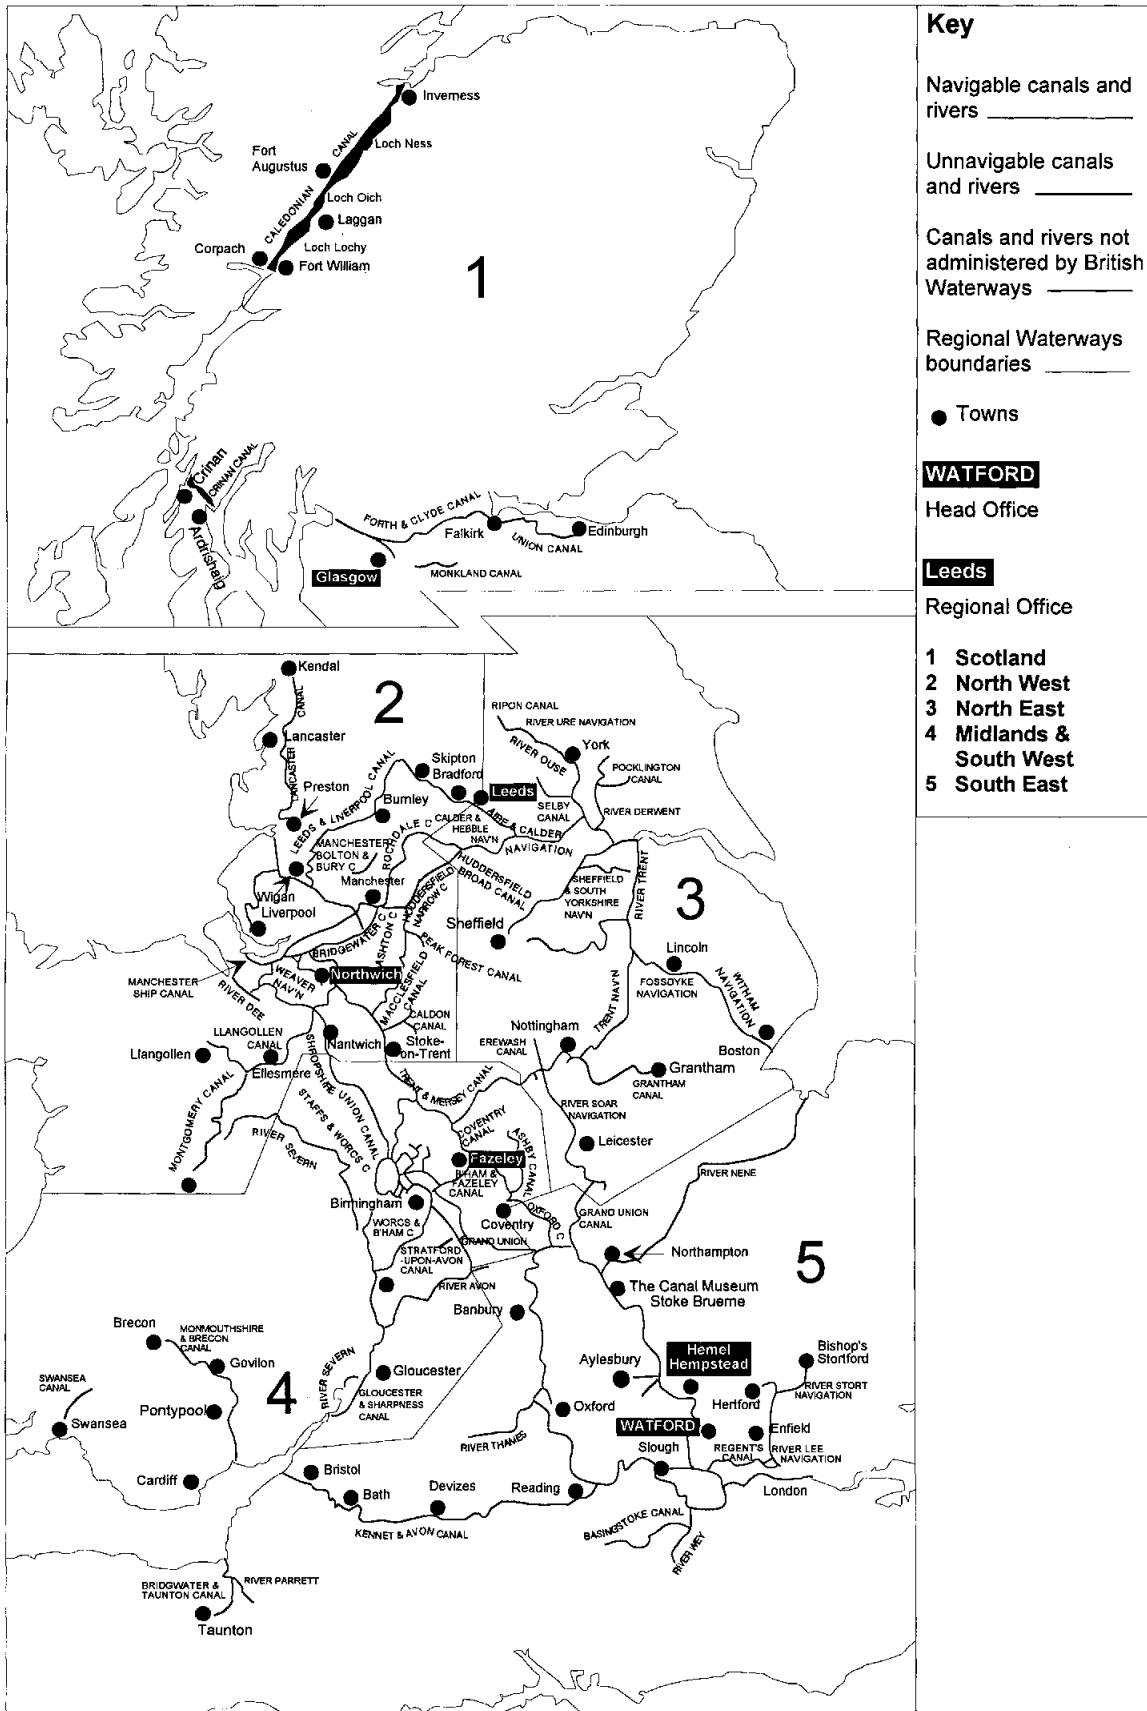 Key
Navigable canals and
rivers
Unnavigable canals
and rivers
Canals and rivers not
administered by British
Waterways
Regional Waterways
boundaries
Towns
WATFORD
Head Office
Leeds
Regional Office
1 Scotland
2 North West
3 North East
4 Midlands &
South West
5 South East
Inverness
Loch Ness
Fort
Augustus
CALEDONIAN CANAL
Loch Oich
Laggan
Corpach
Loch Lochy
Fort William
1
Crinan
CRINAN CANAL
Ardrishaig
FORTH & CLYDE CANAL
Falkirk
UNION CANAL
Edinburgh
Glasgow
MONKLAND CANAL
Kendal
2
LANCASTER CANAL
Lancaster
Preston
RIPON CANAL
RIVER URE NAVIGATION
RIVER OUSE
York
POCKLINGTON
CANAL
Skipton
Bradford
Leeds
SELBY
CANAL
RIVER DERWENT
LEEDS & LIVERPOOL CANAL
Burnley
AIRE & CALDER
NAVIGATION
CALDER &
HEBBLE
NAV'N
ROCHDALE C
MANCHESTER
BOLTON &
BURY C
Manchester
HUDDERSFIELD
BROAD CANAL
HUDDERSFIELD
NARROW C
SHEFFIELD
& SOUTH
YORKSHIRE
NAV'N
RIVER TRENT
3
Wigan
Liverpool
BRIDGEWATER C
ASHTON C
Sheffield
PEAK FOREST CANAL
Lincoln
FOSSDYKE
NAVIGATION
WITHAM
NAVIGATION
MANCHESTER
SHIP CANAL
RIVER DEE
WEAVER
NAV'N
Northwich
MACCLESFIELD
CANAL
CALDON
CANAL
TRENT NAV'N
Nottingham
EREWASH
CANAL
Boston
LLANGOLLEN
CANAL
Llangollen
Ellesmere
Nantwich
Stoke-
on-Trent
Grantham
GRANTHAM
CANAL
MONTGOMERY CANAL
SHROPSHIRE UNION CANAL
TRENT & MERSEY CANAL
RIVER SOAR
NAVIGATION
STAFFS & WORCS C
RIVER SEVERN
COVENTRY
CANAL
ASHBY CANAL
Leicester
Fazeley
B'HAM &
FAZELEY
CANAL
RIVER NENE
Birmingham
Coventry
OXFORD C
GRAND UNION
CANAL
WORCS &
B'HAM C
GRAND UNION
STRATFORD
-UPON-AVON
CANAL
Northampton
5
RIVER AVON
The Canal Museum
Stoke Bruerne
Banbury
Brecon
MONMOUTHSHIRE
& BRECON
CANAL
Govilon
RIVER SEVERN
Gloucester
Aylesbury
Hemel
Hempstead
Bishop's
Stortford
SWANSEA
CANAL
4
GLOUCESTER
& SHARPNESS
CANAL
Hertford
RIVER STORT
NAVIGATION
Swansea
Pontypool
Oxford
WATFORD
Enfield
RIVER THAMES
Slough
REGENT'S
CANAL
RIVER LEE
NAVIGATION
Cardiff
Bristol
Bath
Devizes
Reading
London
KENNET & AVON CANAL
BASINGSTOKE CANAL
RIVER WEY
BRIDGWATER &
TAUNTON CANAL
RIVER PARRETT
Taunton